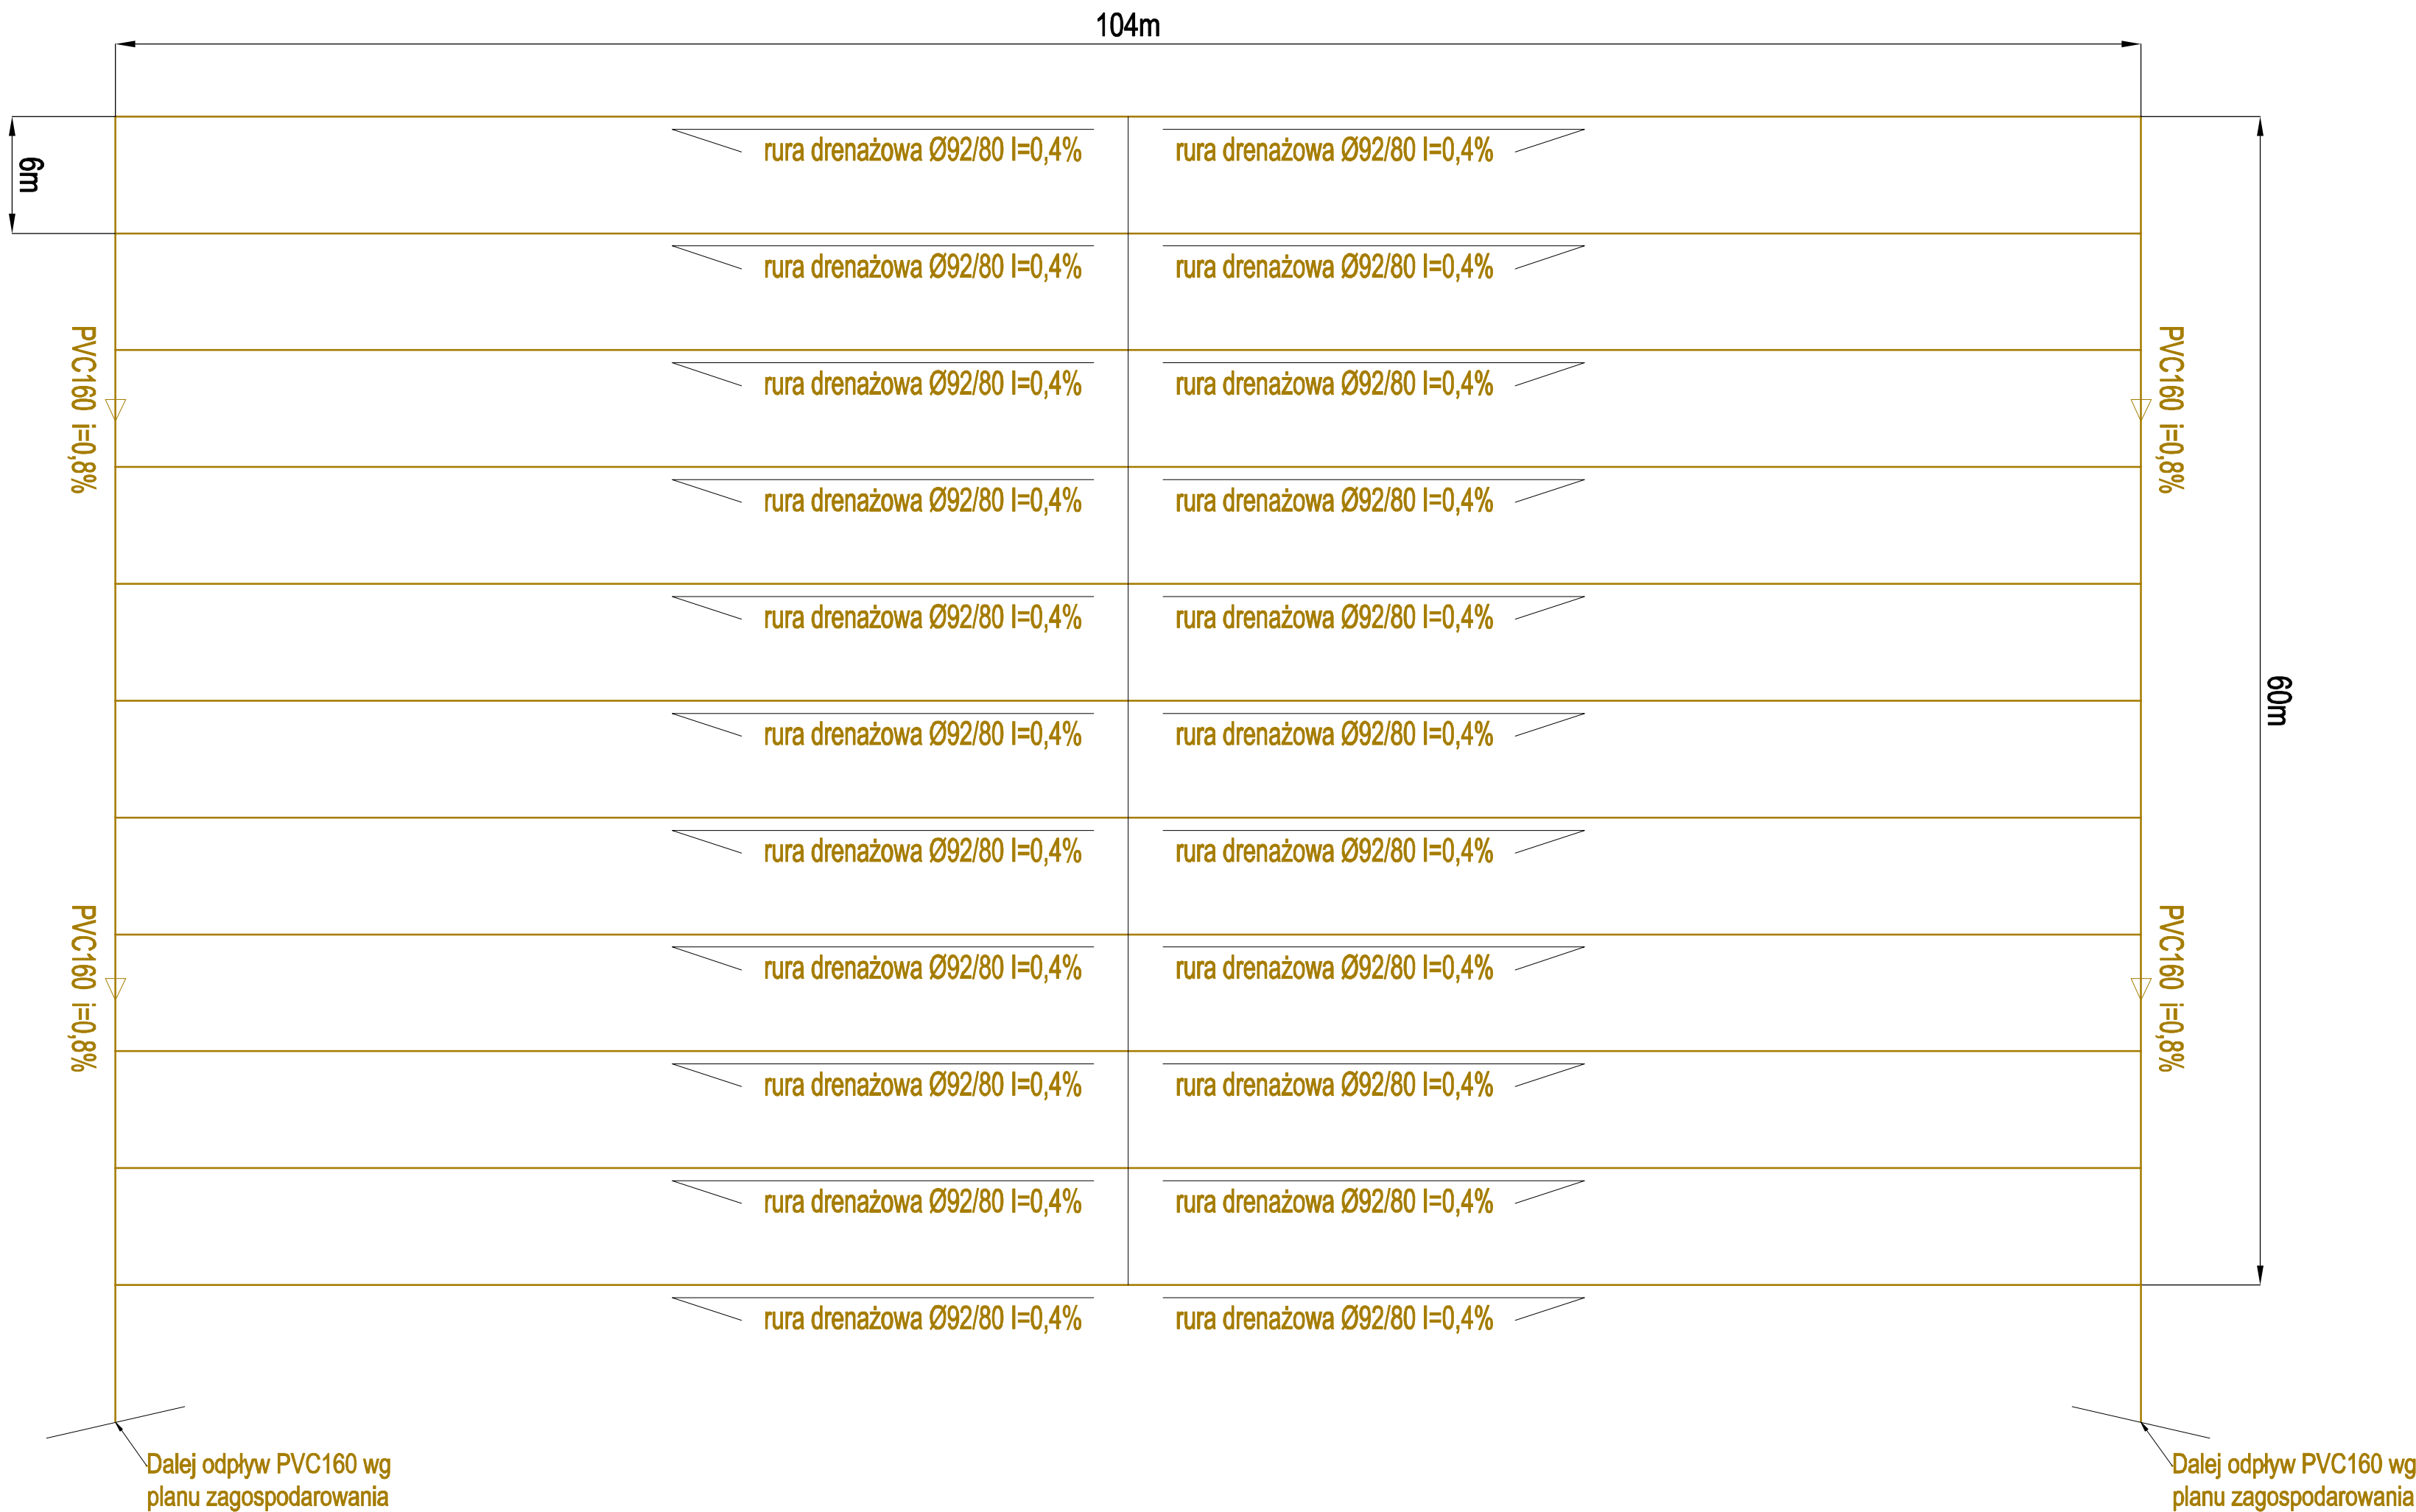 104m
6m
rura drenażowa Ø92/80 I=0,4%
rura drenażowa Ø92/80 I=0,4%
rura drenażowa Ø92/80 I=0,4%
rura drenażowa Ø92/80 I=0,4%
PVC160 i=0,8%
PVC160 i=0,8%
rura drenażowa Ø92/80 I=0,4%
rura drenażowa Ø92/80 I=0,4%
rura drenażowa Ø92/80 I=0,4%
rura drenażowa Ø92/80 I=0,4%
rura drenażowa Ø92/80 I=0,4%
rura drenażowa Ø92/80 I=0,4%
60m
rura drenażowa Ø92/80 I=0,4%
rura drenażowa Ø92/80 I=0,4%
rura drenażowa Ø92/80 I=0,4%
rura drenażowa Ø92/80 I=0,4%
PVC160 i=0,8%
PVC160 i=0,8%
rura drenażowa Ø92/80 I=0,4%
rura drenażowa Ø92/80 I=0,4%
rura drenażowa Ø92/80 I=0,4%
rura drenażowa Ø92/80 I=0,4%
rura drenażowa Ø92/80 I=0,4%
rura drenażowa Ø92/80 I=0,4%
rura drenażowa Ø92/80 I=0,4%
rura drenażowa Ø92/80 I=0,4%
Dalej odpływ PVC160 wg
planu zagospodarowania
Dalej odpływ PVC160 wg
planu zagospodarowania